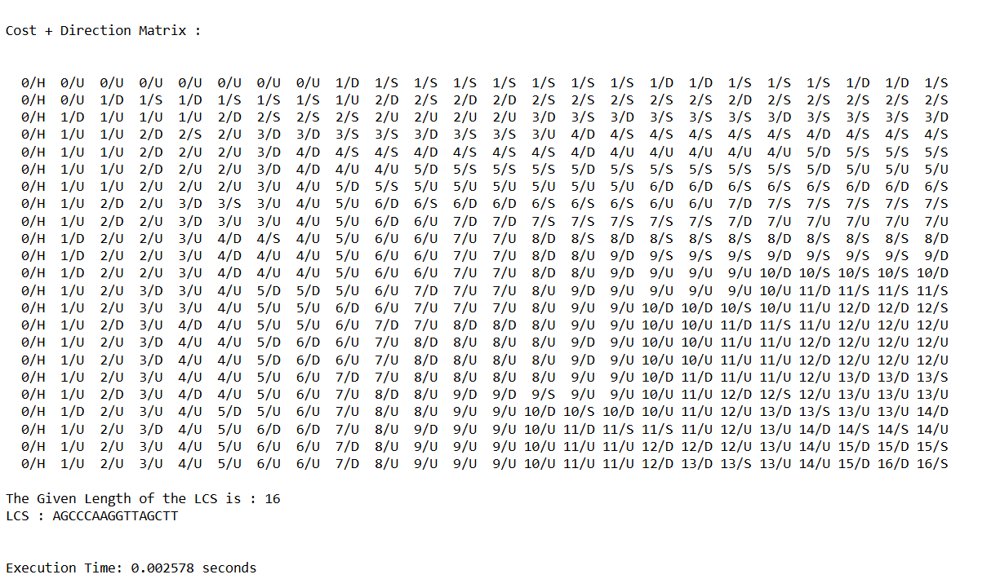 Cost + Direction Matrix :
0/H 0/U 0/U 0/U 0/U 0/U 0/U 0/U 1/D 1/S 1/S 1/S 1/S 1/S 1/S 1/S 1/D 1/D 1/S 1/S 1/S 1/D 1/D 1/S
0/H 0/U 1/D 1/S 1/D 1/S 1/S 1/S 1/U 2/D 2/S 2/D 2/D 2/S 2/S 2/S 2/S 2/S 2/D 2/S 2/S 2/S 2/S 2/S
0/H 1/D 1/U 1/U 1/U 2/D 2/S 2/S 2/S 2/U 2/U 2/U 2/U 3/D 3/S 3/D 3/S 3/S 3/S 3/D 3/S 3/S 3/S 3/D
0/H 1/U 1/U 2/D 2/S 2/U 3/D 3/D 3/S 3/S 3/D 3/S 3/S 3/U 4/D 4/S 4/S 4/S 4/S 4/S 4/D 4/S 4/S 4/S
0/H 1/U 1/U 2/D 2/U 2/U 3/D 4/D 4/S 4/S 4/D 4/S 4/S 4/S 4/D 4/U 4/U 4/U 4/U 4/U 5/D 5/S 5/S 5/S
0/H 1/U 1/U 2/D 2/U 2/U 3/D 4/D 4/U 4/U 5/D 5/S 5/S 5/S 5/D 5/S 5/S 5/S 5/S 5/S 5/D 5/U 5/U 5/U
0/H 1/U 1/U 2/U 2/U 2/U 3/U 4/U 5/D 5/S 5/U 5/U 5/U 5/U 5/U 5/U 6/D 6/D 6/S 6/S 6/S 6/D 6/D 6/S
0/H 1/U 2/D 2/U 3/D 3/S 3/U 4/U 5/U 6/D 6/S 6/D 6/D 6/S 6/S 6/S 6/U 6/U 7/D 7/S 7/S 7/S 7/S 7/S
0/H 1/U 2/D 2/U 3/D 3/U 3/U 4/U 5/U 6/D 6/U 7/D 7/D 7/S 7/S 7/S 7/S 7/S 7/D 7/U 7/U 7/U 7/U 7/U
0/H 1/D 2/U 2/U 3/U 4/D 4/S 4/U 5/U 6/U 6/U 7/U 7/U 8/D 8/S 8/D 8/S 8/S 8/S 8/D 8/S 8/S 8/S 8/D
0/H 1/D 2/U 2/U 3/U 4/D 4/U 4/U 5/U 6/U 6/U 7/U 7/U 8/D 8/U 9/D 9/S 9/S 9/S 9/D 9/S 9/S 9/S 9/D
0/H 1/D 2/U 2/U 3/U 4/D 4/U 4/U 5/U 6/U 6/U 7/U 7/U 8/D 8/U 9/D 9/U 9/U 9/U 10/D 10/S 10/S 10/S 10/D
0/H 1/U 2/U 3/D 3/U 4/U 5/D 5/D 5/U 6/U 7/D 7/U 7/U 8/U 9/D 9/U 9/U 9/U 9/U 10/U 11/D 11/S 11/S 11/S
0/H 1/U 2/U 3/U 3/U 4/U 5/U 5/U 6/D 6/U 7/U 7/U 7/U 8/U 9/U 9/U 10/D 10/D 10/S 10/U 11/U 12/D 12/D 12/S
0/H 1/U 2/D 3/U 4/D 4/U 5/U 5/U 6/U 7/D 7/U 8/D 8/D 8/U 9/U 9/U 10/U 10/U 11/D 11/S 11/U 12/U 12/U 12/U
0/H 1/U 2/U 3/D 4/U 4/U 5/D 6/D 6/U 7/U 8/D 8/U 8/U 8/U 9/D 9/U 10/U 10/U 11/U 11/U 12/D 12/U 12/U 12/U
0/H 1/U 2/U 3/D 4/U 4/U 5/D 6/D 6/U 7/U 8/D 8/U 8/U 8/U 9/D 9/U 10/U 10/U 11/U 11/U 12/D 12/U 12/U 12/U
0/H 1/U 2/U 3/U 4/U 4/U 5/U 6/U 7/D 7/U 8/U 8/U 8/U 8/U 9/U 9/U 10/D 11/D 11/U 11/U 12/U 13/D 13/D 13/S
0/H 1/U 2/D 3/U 4/D 4/U 5/U 6/U 7/U 8/D 8/U 9/D 9/D 9/S 9/U 9/U 10/U 11/U 12/D 12/S 12/U 13/U 13/U 13/U
0/H 1/D 2/U 3/U 4/U 5/D 5/U 6/U 7/U 8/U 8/U 9/U 9/U 10/D 10/S 10/D 10/U 11/U 12/U 13/D 13/S 13/U 13/U 14/D
0/H 1/U 2/U 3/D 4/U 5/U 6/D 6/D 7/U 8/U 9/D 9/U 9/U 10/U 11/D 11/S 11/S 11/U 12/U 13/U 14/D 14/S 14/S 14/U
0/H 1/U 2/U 3/U 4/U 5/U 6/U 6/U 7/D 8/U 9/U 9/U 9/U 10/U 11/U 11/U 12/D 12/D 12/U 13/U 14/U 15/D 15/D 15/S
0/H 1/U 2/U 3/U 4/U 5/U 6/U 6/U 7/D 8/U 9/U 9/U 9/U 10/U 11/U 11/U 12/D 13/D 13/S 13/U 14/U 15/D 16/D 16/S
The Given Length of the LCS is : 16
LCS : AGCCCAAGGTTAGCTT
Execution Time: 0.002578 seconds